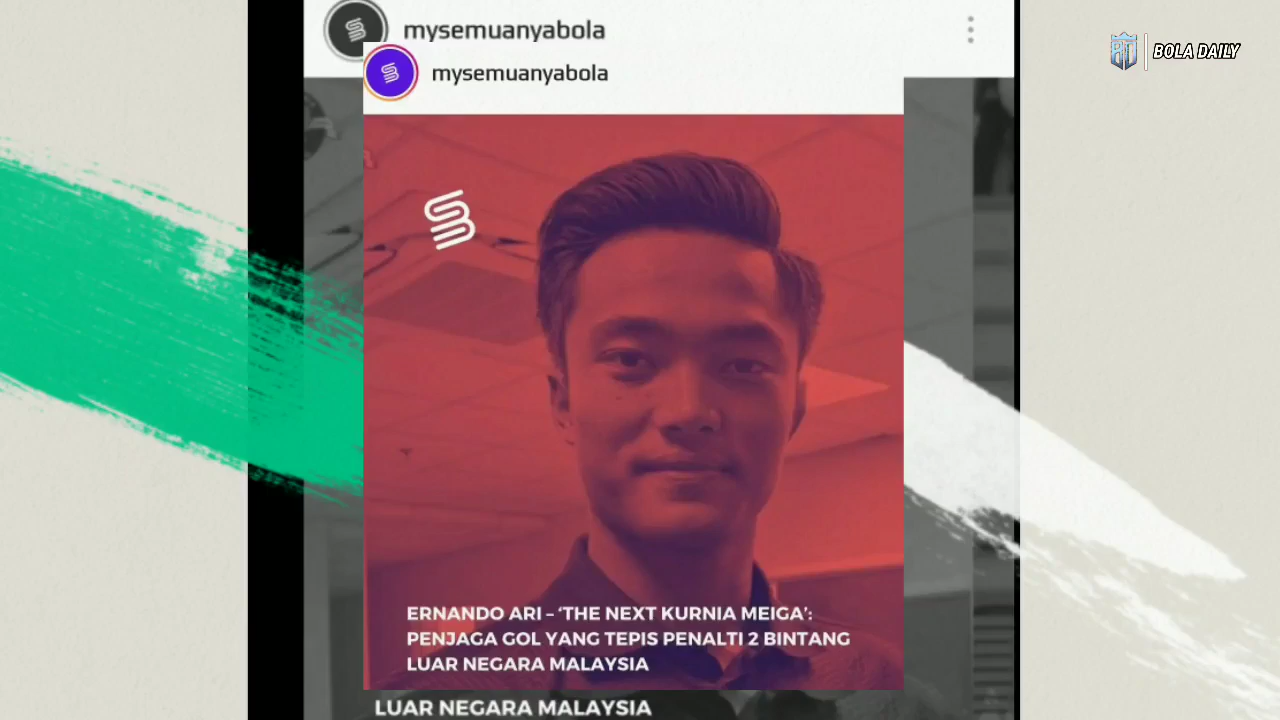 mysemuanyabola
mysemuanyabola
BOLA DAILY
ERNANDO ARI – ‘THE NEXT KURNIA MEIGA’:
PENJAGA GOL YANG TEPIS PENALTI 2 BINTANG
LUAR NEGARA MALAYSIA
LUAR NEGARA MALAYSIA